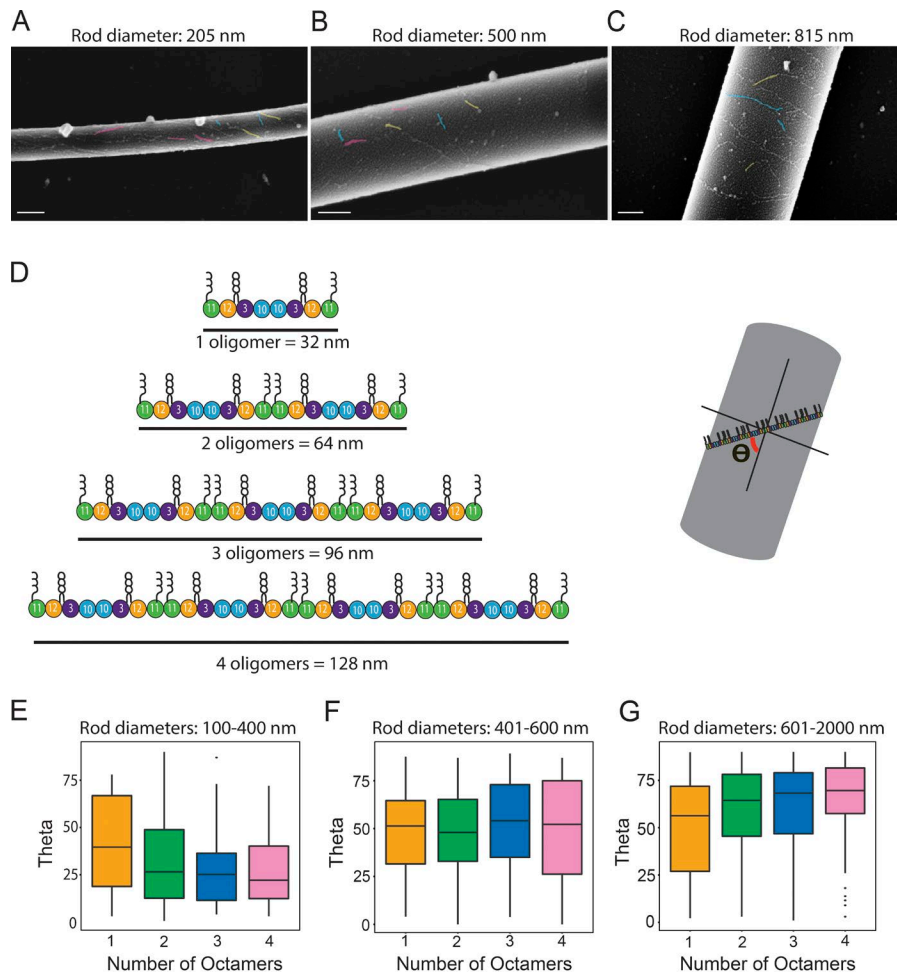 A
B
C
Rod diameter: 205 nm
Rod diameter: 500 nm
Rod diameter: 815 nm
D
11 12 3 10 10 3 12 11
1 oligomer = 32 nm
11 12 3 10 10 3 12 11 11 12 3 10 10 3 12 11
2 oligomers = 64 nm
11 12 3 10 10 3 12 11 11 12 3 10 10 3 12 11 11 12 3 10 10 3 12 11
3 oligomers = 96 nm
11 12 3 10 10 3 12 11 11 12 3 10 10 3 12 11 11 12 3 10 10 3 12 11 11 12 3 10 10 3 12 11
4 oligomers = 128 nm
Ɵ
E
F
G
Rod diameters: 100-400 nm
Rod diameters: 401-600 nm
Rod diameters: 601-2000 nm
Theta
75
50
25
0
1 2 3 4
Number of Octamers
Theta
75
50
25
0
1 2 3 4
Number of Octamers
Theta
75
50
25
0
1 2 3 4
Number of Octamers